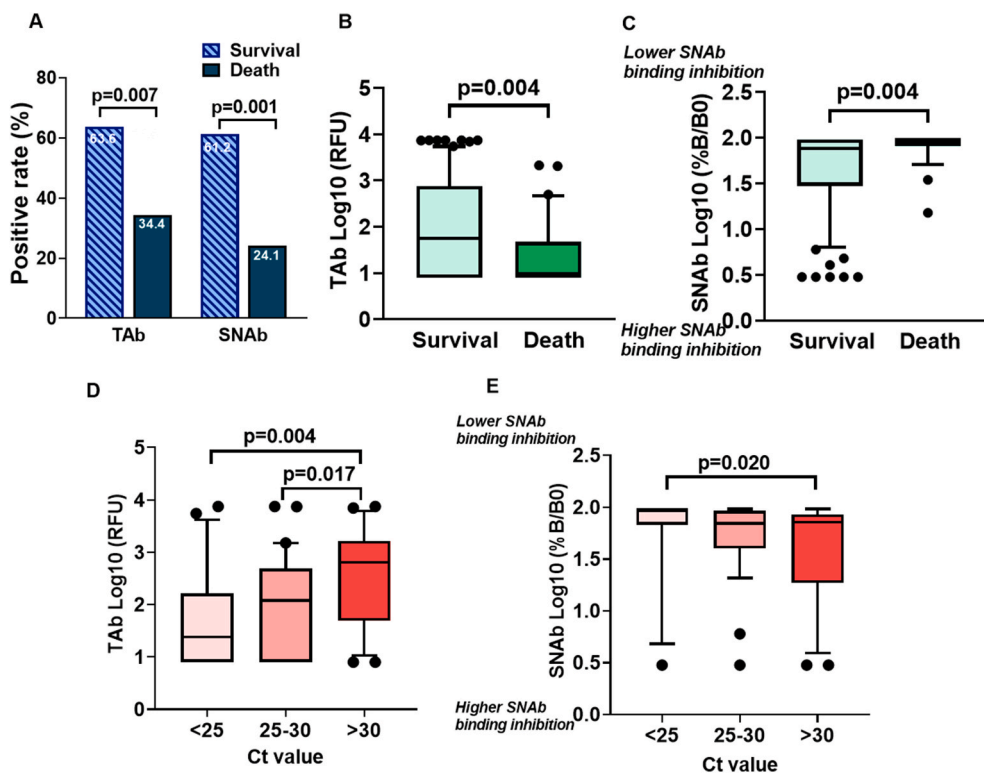 A
Survival
Death
Positive rate (%)
80
60
40
20
0
p=0.007
p=0.001
63.6
34.4
61.2
24.1
TAb
SNAb
B
TAb Log10 (RFU)
5
4
3
2
1
0
p=0.004
Survival
Death
C
Lower SNAb
binding inhibition
SNAb Log10 (%B/B0)
2.5
2.0
1.5
2.0
0.5
0.0
p=0.004
Higher SNAb
binding inhibition
Survival
Death
D
TAb Log10 (RFU)
5
4
3
2
1
0
p=0.004
p=0.017
<25
25-30
>30
Ct value
E
Lower SNAb
binding inhibition
SNAb Log10 (%B/B0)
2.5
2.0
1.5
1.0
0.5
0.0
p=0.020
Higher SNAb
binding inhibition
<25
25-30
>30
Ct value